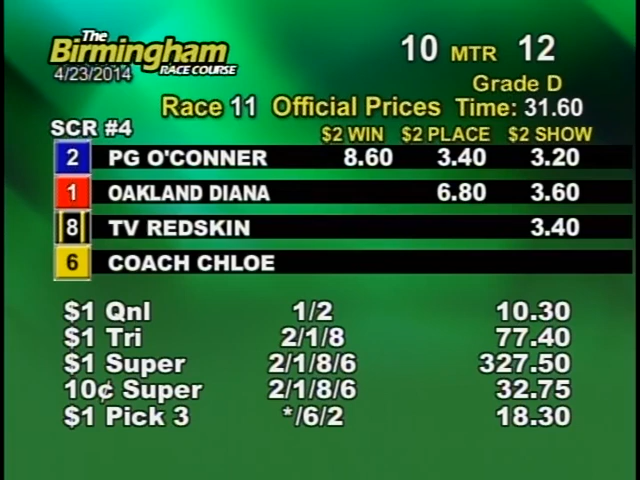 The
Birmingham
RACE COURSE
4/23/2014
10 MTR 12
Grade D
Race 11 Official Prices Time: 31.60
SCR #4
$2 WIN $2 PLACE $2 SHOW
2 PG O'CONNER 8.60 3.40 3.20
1 OAKLAND DIANA 6.80 3.60
8 TV REDSKIN 3.40
6 COACH CHLOE
$1 Qnl 1/2 10.30
$1 Tri 2/1/8 77.40
$1 Super 2/1/8/6 327.50
10¢ Super 2/1/8/6 32.75
$1 Pick 3 */6/2 18.30